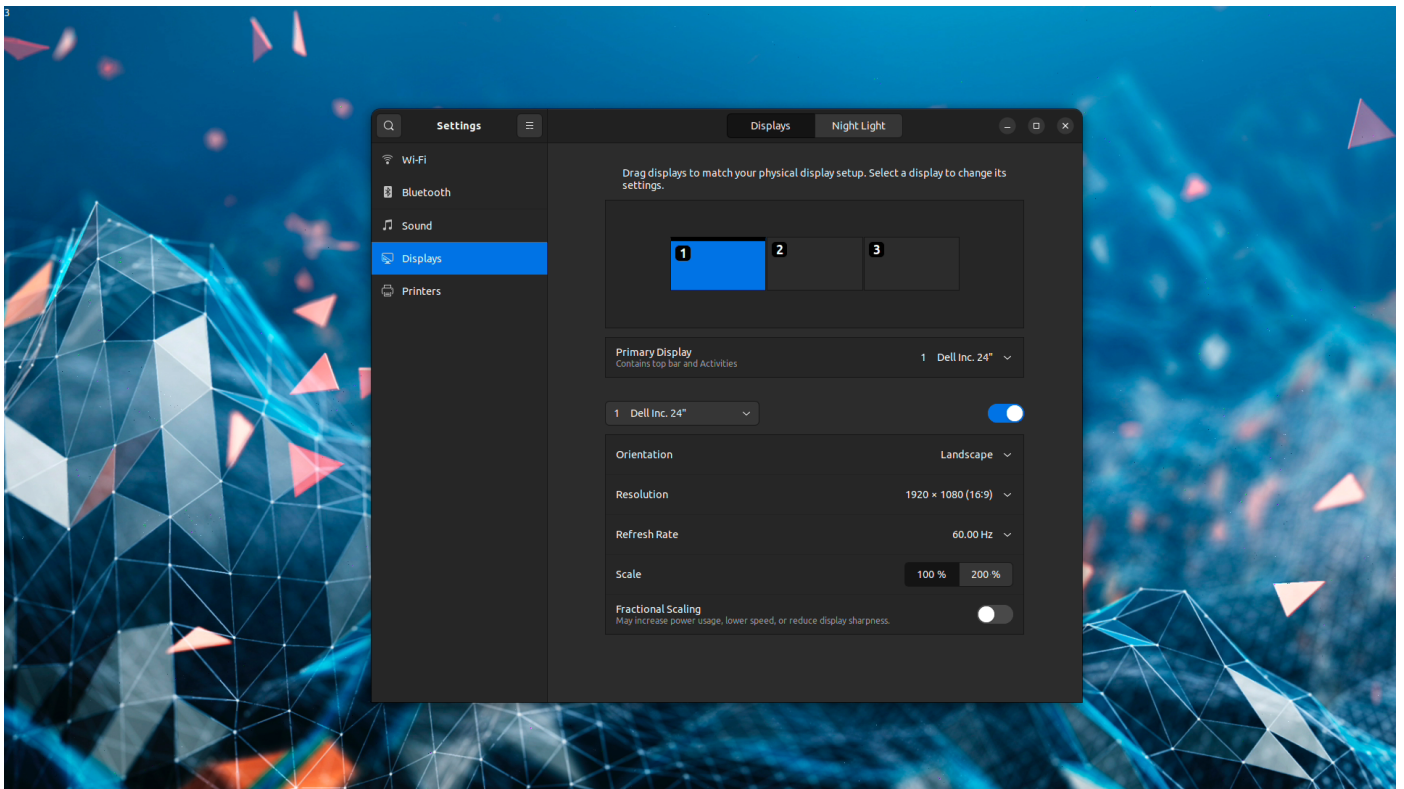 3
Settings
Displays Night Light
Wi-Fi
Bluetooth
Sound
Displays
Printers
Drag displays to match your physical display setup. Select a display to change its
settings.
1 2 3
Primary Display
Contains top bar and Activities
1 Dell Inc. 24"
1 Dell Inc. 24"
Orientation Landscape
Resolution 1920 × 1080 (16:9)
Refresh Rate 60.00 Hz
Scale 100 % 200 %
Fractional Scaling
May increase power usage, lower speed, or reduce display sharpness.